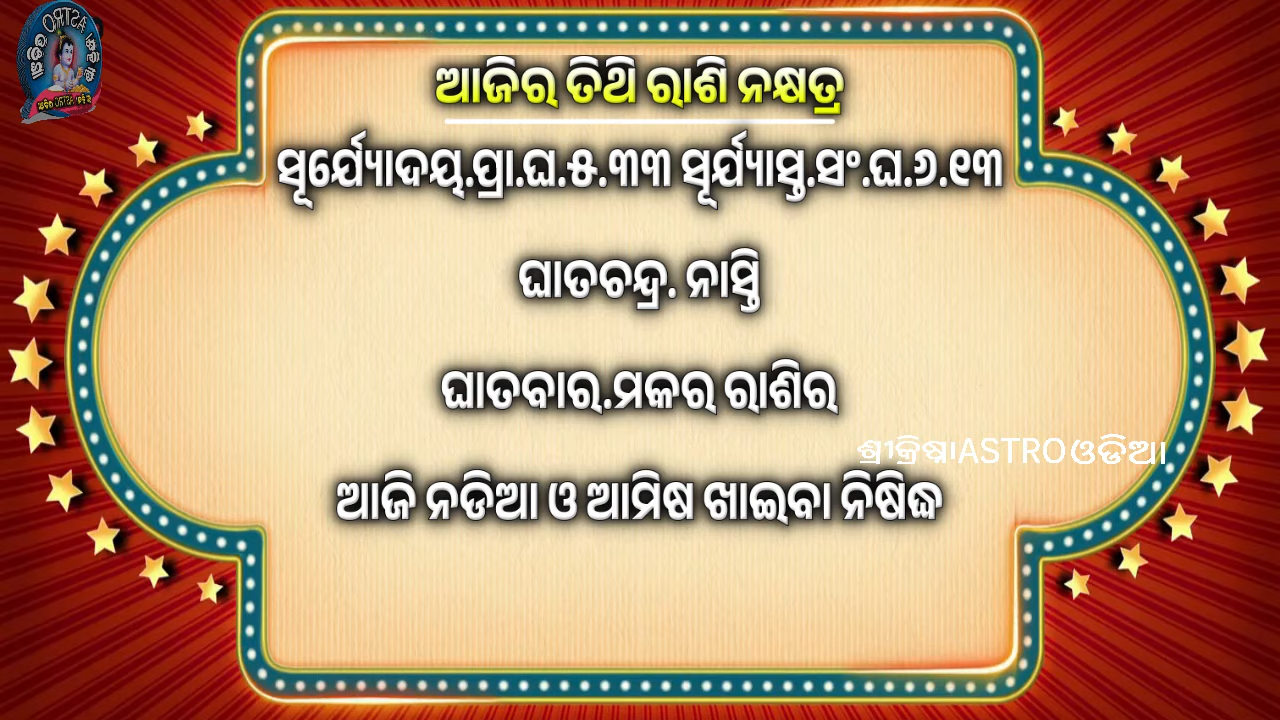 ଆଜିର ତିଥି ରାଶି ନକ୍ଷତ୍ର
ସୂର୍ଯ୍ୟୋଦୟ.ପ୍ରା.ଘ.୫.୩୩ ସୂର୍ଯ୍ୟାସ୍ତ.ସଂ.ଘ.୬.୧୩
ଘାତଚନ୍ଦ୍ର. ନାସ୍ତି
ଘାତବାର.ମକର ରାଶିର
ଶ୍ରୀକ୍ରିଷ୍ନା ASTRO ଓଡିଆ
ଆଜି ନଡିଆ ଓ ଆମିଷ ଖାଇବା ନିଷିଦ୍ଧ